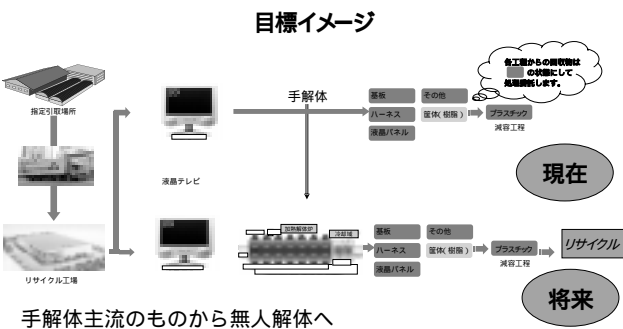 目標イメージ
各工程からの回収物は
の状態にして
処理委託します。
手解体
基板
その他
ハーネス
筐体(樹脂)
プラスチック
液晶パネル
減容工程
指定引取場所
液晶テレビ
現在
加熱解体炉
冷却域
基板
その他
ハーネス
筐体(樹脂)
プラスチック
リサイクル
液晶パネル
減容工程
リサイクル工場
将来
手解体主流のものから無人解体へ